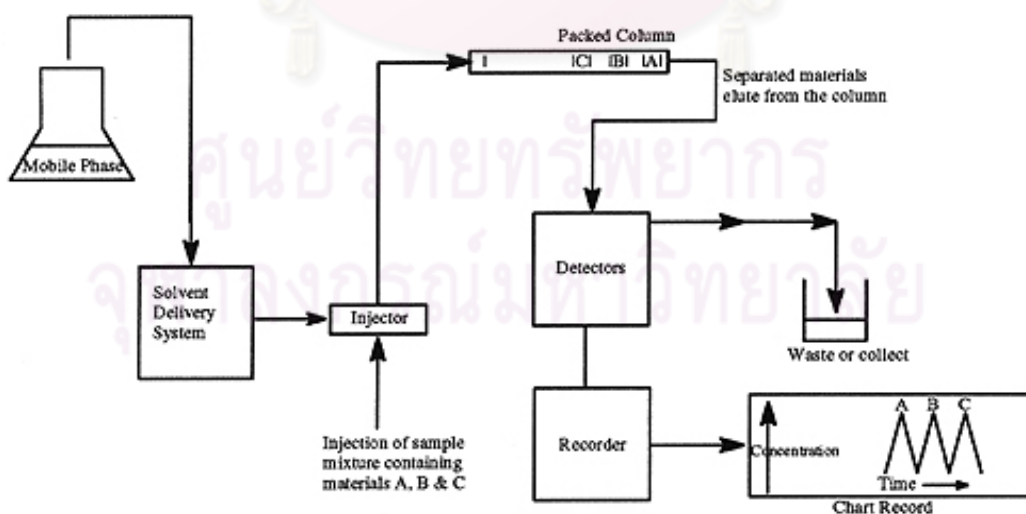 Packed Column
|C| |B| |A|
Separated materials
elute from the column
Mobile Phase
ศูนย์วิทยทรัพยากร
จุฬาลงกรณ์มหาวิทยาลัย
Solvent
Delivery
System
Injector
Detectors
Waste or collect
Injection of sample
mixture containing
materials A, B & C
Recorder
A B C
Concentration
Time
Chart Record